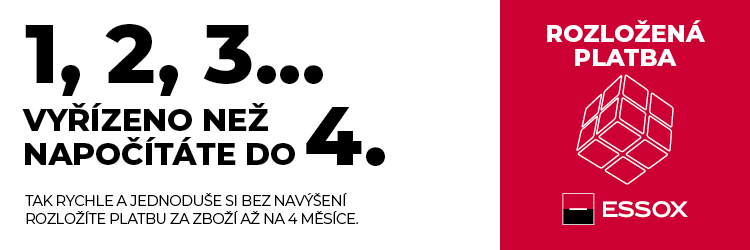 1, 2, 3...
VYŘÍZENO NEŽ
NAPOČÍTÁTE DO 4.
TAK RYCHLE A JEDNODUŠE SI BEZ NAVÝŠENÍ
ROZLOŽÍTE PLATBU ZA ZBOŽÍ AŽ NA 4 MĚSÍCE.
ROZLOŽENÁ
PLATBA
ESSOX